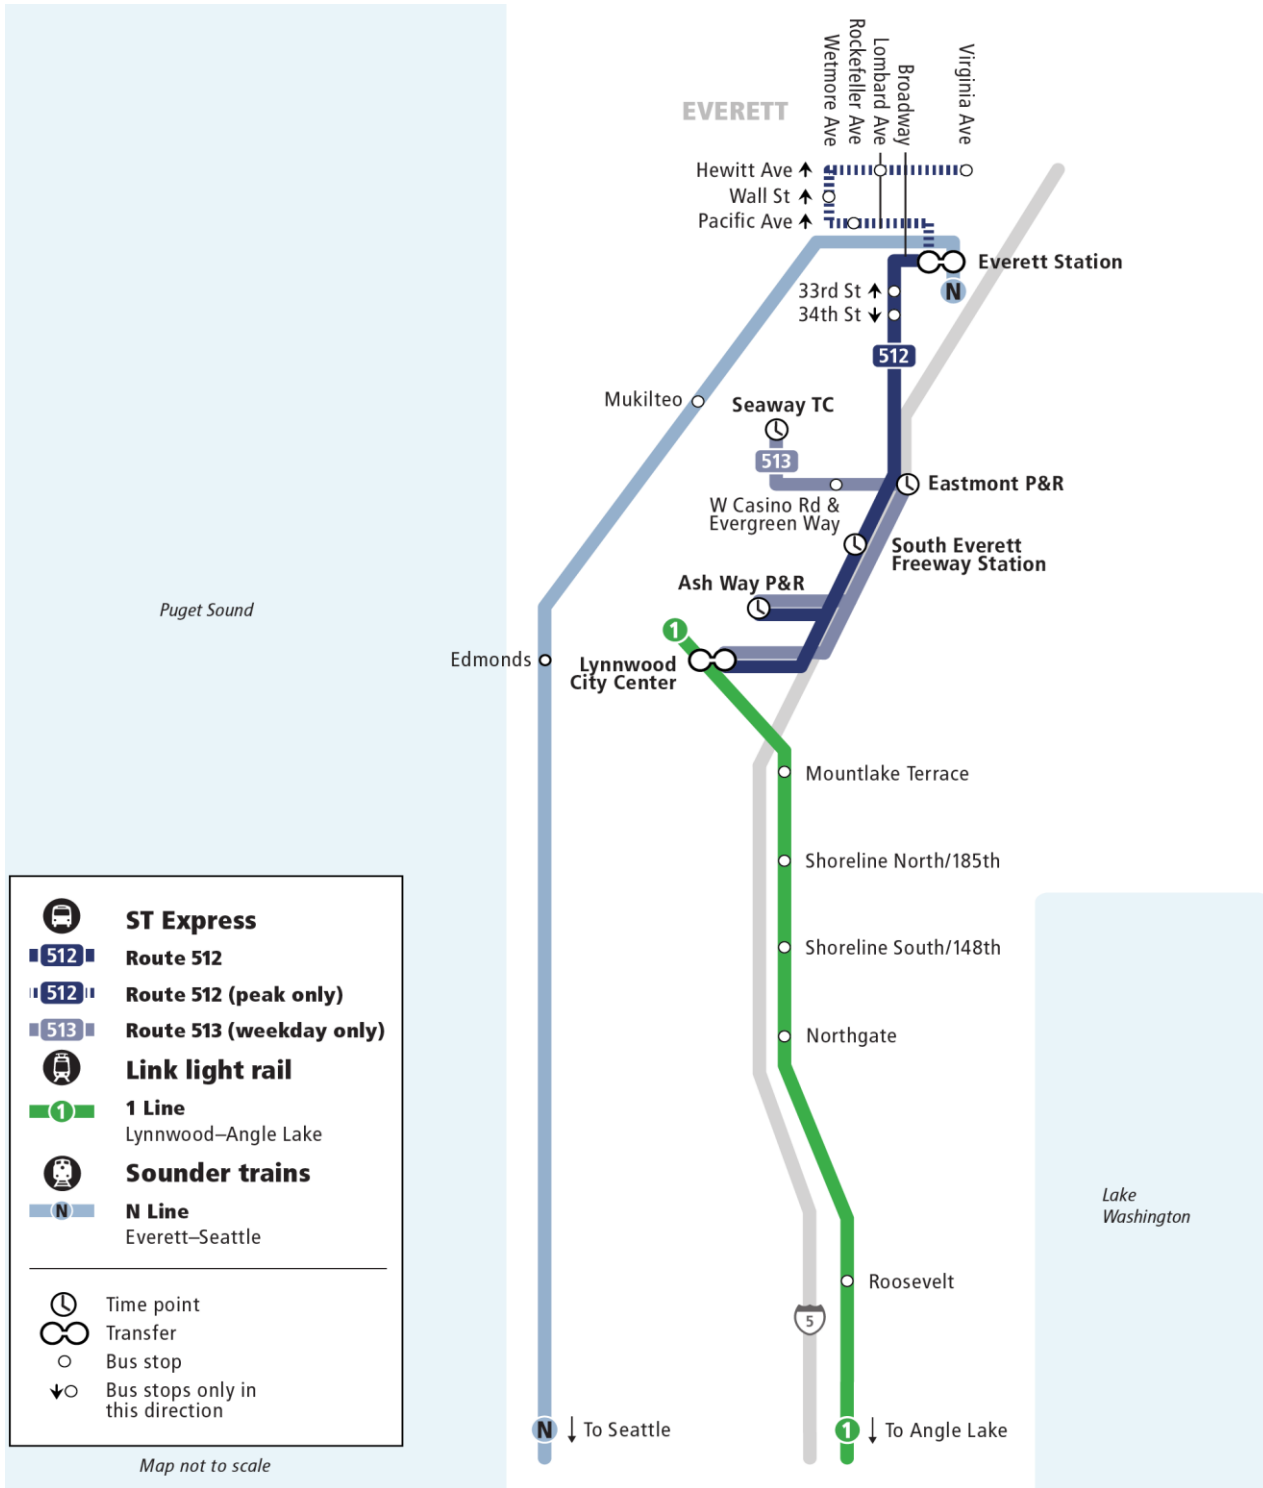 Wetmore Ave
Rockefeller Ave
Lombard Ave
Broadway
Virginia Ave
EVERETT
Hewitt Ave
Wall St
Pacific Ave
Everett Station
N
33rd St
34th St
512
Mukilteo
Seaway TC
513
Eastmont P&R
W Casino Rd &
Evergreen Way
South Everett
Freeway Station
Ash Way P&R
Puget Sound
1
Edmonds
Lynnwood
City Center
Mountlake Terrace
Shoreline North/185th
Shoreline South/148th
Northgate
Lake
Washington
Roosevelt
5
N
To Seattle
1
To Angle Lake
ST Express
512 Route 512
512 Route 512 (peak only)
513 Route 513 (weekday only)
Link light rail
1 1 Line
Lynnwood–Angle Lake
Sounder trains
N N Line
Everett–Seattle
Time point
Transfer
Bus stop
Bus stops only in
this direction
Map not to scale